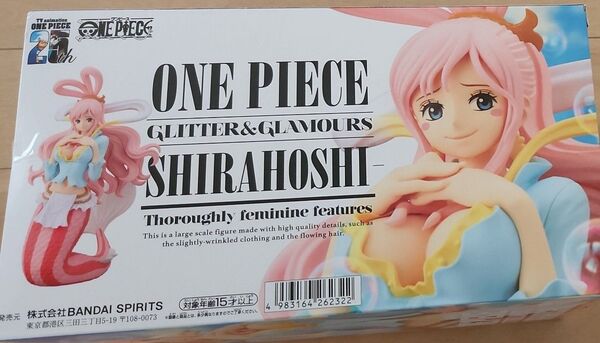 TV animation
ONE PIECE
25th
ONE PIECE
ONE PIECE
GLITTER&GLAMOURS
SHIRAHOSHI
Thoroughly feminine features
This is a large scale figure made with high quality details, such as
the slightly-wrinkled clothing and the flowing hair.
対象年齢15才以上
4 983164 262322
発売元 株式会社BANDAI SPIRITS
東京都港区三田三丁目5-19 〒108-0073